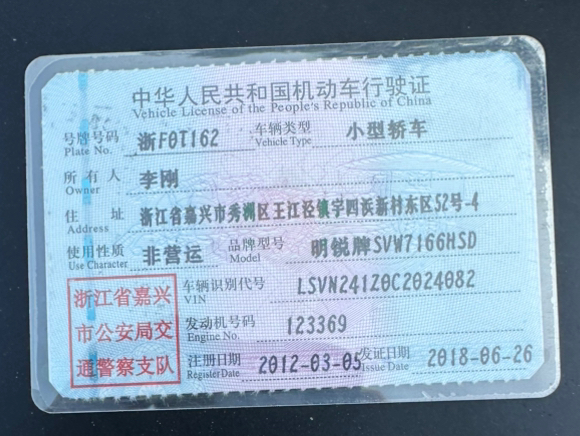 中华人民共和国机动车行驶证
Vehicle License of the People's Republic of China
号牌号码 浙F0T162 车辆类型 小型轿车
Plate No. Vehicle Type
所有人 李刚
Owner
住址 浙江省嘉兴市秀洲区王江泾镇字四浜新村东区52号-4
Address
使用性质 非营运 品牌型号 明锐牌SVW7166HSD
Use Character Model
车辆识别代号 LSVN241Z0C2024082
VIN
发动机号码 123369
Engine No.
注册日期 2012-03-05 发证日期 2018-06-26
Register Date Issue Date
浙江省嘉兴
市公安局交
通警察支队